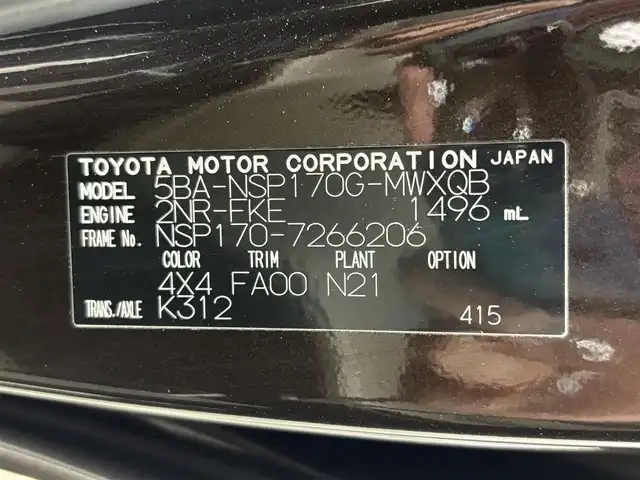 TOYOTA MOTOR CORPORATION JAPAN
MODEL 5BA-NSP170G-MWXQB
ENGINE 2NR-FKE 1496 mL
FRAME No. NSP170-7266206
COLOR TRIM PLANT OPTION
4X4 FA00 N21
TRANS./AXLE K312
415